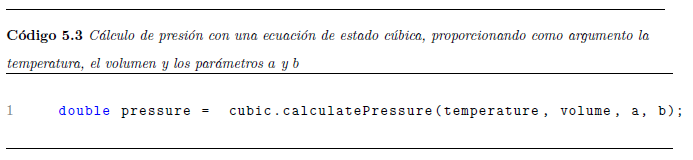 Código 5.3 Cálculo de presión con una ecuación de estado cúbica, proporcionando como argumento la
temperatura, el volumen y los parámetros a y b
1 double pressure = cubic.calculatePressure(temperature, volume, a, b);